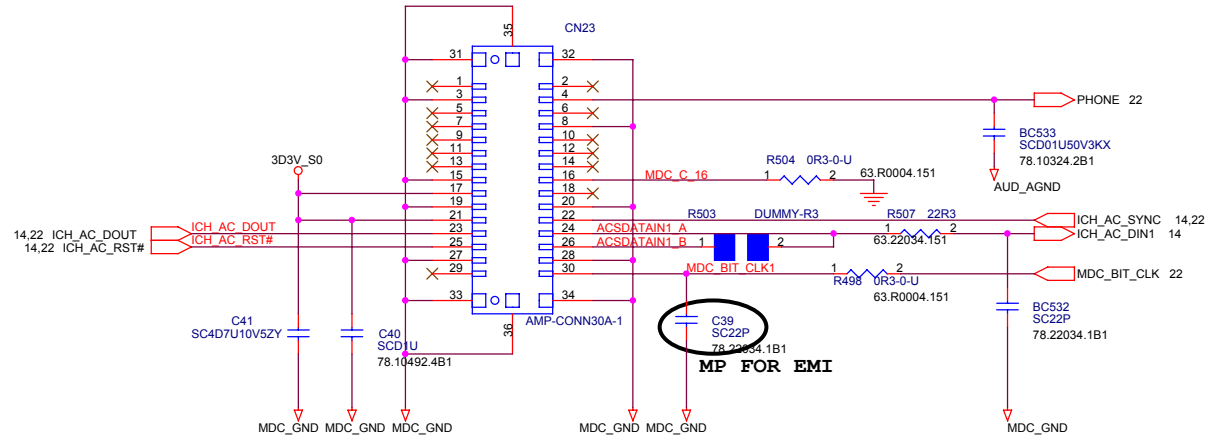 CN23
35
31 32
1 2
3 4
5 6
7 8
9 10
11 12
13 14
15 16
17 18
19 20
21 22
23 24
25 26
27 28
29 30
33 34
36
AMP-CONN30A-1
PHONE 22
BC533
SCD01U50V3KX
78.10324.2B1
AUD_AGND
3D3V_S0
MDC_C_16
R504 0R3-0-U
1 2
63.R0004.151
ICH_AC_SYNC 14,22
14,22 ICH_AC_DOUT
ICH_AC_DOUT
14,22 ICH_AC_RST#
ICH_AC_RST#
ACSDATAIN1_A
R503 DUMMY-R3
ACSDATAIN1_B
1 2
R507 22R3
1 2
63.22034.151
ICH_AC_DIN1 14
MDC_BIT_CLK1
R498 0R3-0-U
1 2
63.R0004.151
MDC_BIT_CLK 22
C41
SC4D7U10V5ZY
C40
SCD1U
78.10492.4B1
C39
SC22P
78.22034.1B1
MP FOR EMI
BC532
SC22P
78.22034.1B1
MDC_GND MDC_GND MDC_GND MDC_GND MDC_GND MDC_GND